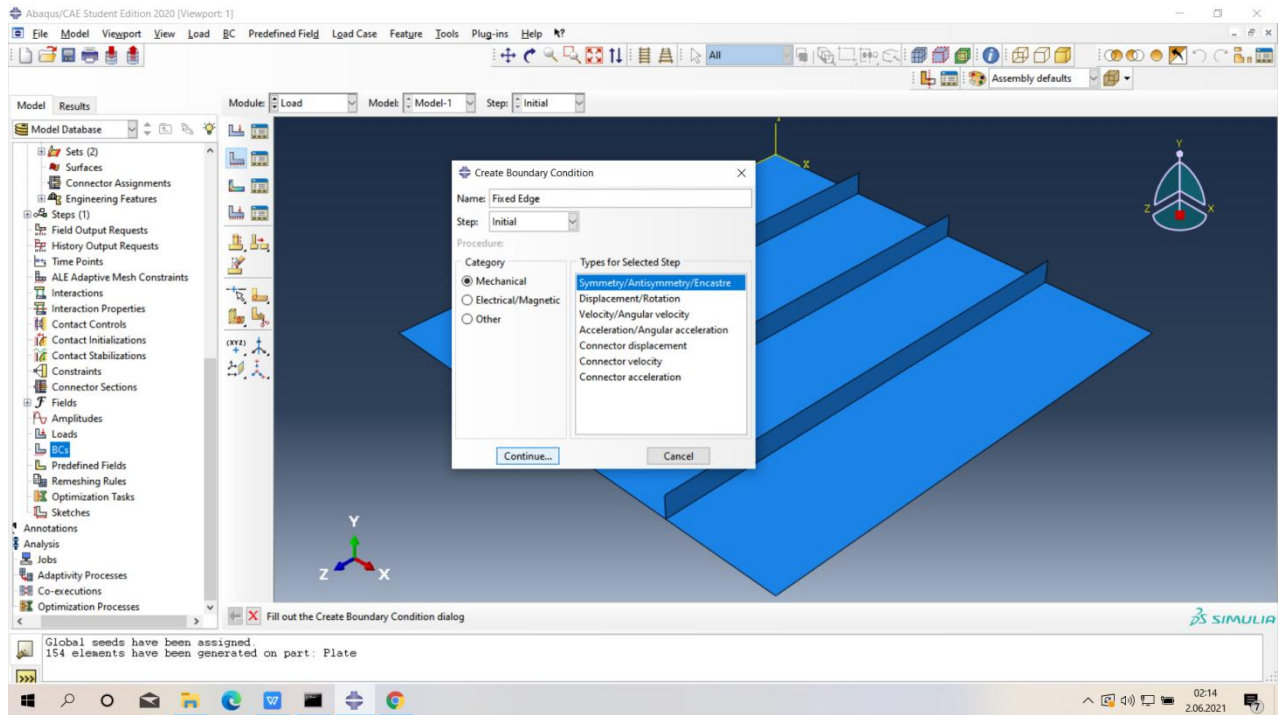 Abaqus/CAE Student Edition 2020 [Viewport: 1]
File Model Viewport View Load BC Predefined Field Load Case Feature Tools Plug-ins Help
All
Assembly defaults
Model Results
Module: Load Model: Model-1 Step: Initial
Model Database
Sets (2)
Surfaces
Connector Assignments
Engineering Features
Steps (1)
Field Output Requests
History Output Requests
Time Points
ALE Adaptive Mesh Constraints
Interactions
Interaction Properties
Contact Controls
Contact Initializations
Contact Stabilizations
Constraints
Connector Sections
Fields
Amplitudes
Loads
BCs
Predefined Fields
Remeshing Rules
Optimization Tasks
Sketches
Annotations
Analysis
Jobs
Adaptivity Processes
Co-executions
Optimization Processes
(XYZ)
Create Boundary Condition
Name: Fixed Edge
Step: Initial
Procedure:
Category
Mechanical
Electrical/Magnetic
Other
Types for Selected Step
Symmetry/Antisymmetry/Encastre
Displacement/Rotation
Velocity/Angular velocity
Acceleration/Angular acceleration
Connector displacement
Connector velocity
Connector acceleration
Continue...
Cancel
X
Y
Z
X
Y
Z
X
Fill out the Create Boundary Condition dialog
SIMULIA
Global seeds have been assigned.
154 elements have been generated on part: Plate
>>>
02:14
2.06.2021
7